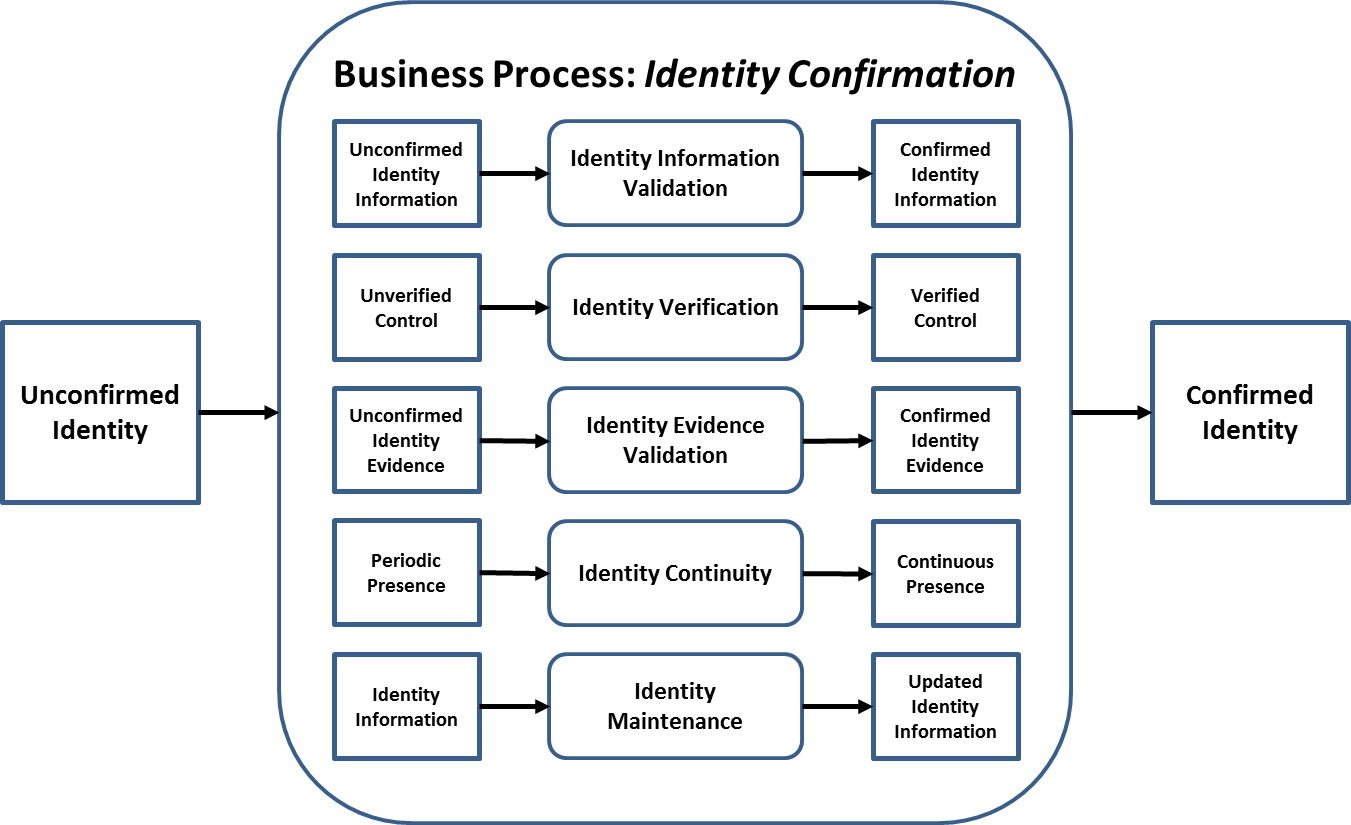 Business Process: Identity Confirmation
Unconfirmed
Identity
Information
Identity Information
Validation
Confirmed
Identity
Information
Unverified
Control
Identity Verification
Verified
Control
Unconfirmed
Identity
Unconfirmed
Identity
Evidence
Identity Evidence
Validation
Confirmed
Identity
Evidence
Confirmed
Identity
Periodic
Presence
Identity Continuity
Continuous
Presence
Identity
Information
Identity
Maintenance
Updated
Identity
Information